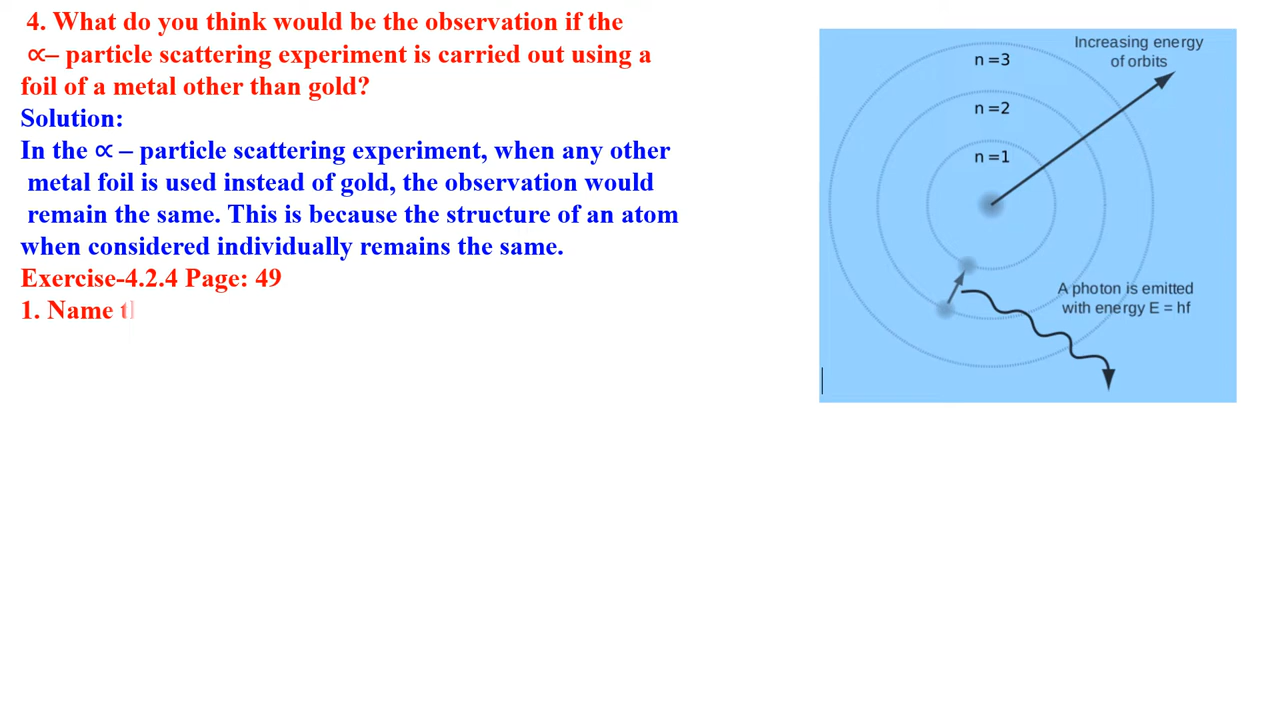 4. What do you think would be the observation if the
∝– particle scattering experiment is carried out using a
foil of a metal other than gold?
Solution:
In the ∝ – particle scattering experiment, when any other
metal foil is used instead of gold, the observation would
remain the same. This is because the structure of an atom
when considered individually remains the same.
Exercise-4.2.4 Page: 49
1. Name
Increasing energy
of orbits
n=3
n=2
n=1
A photon is emitted
with energy E = hf